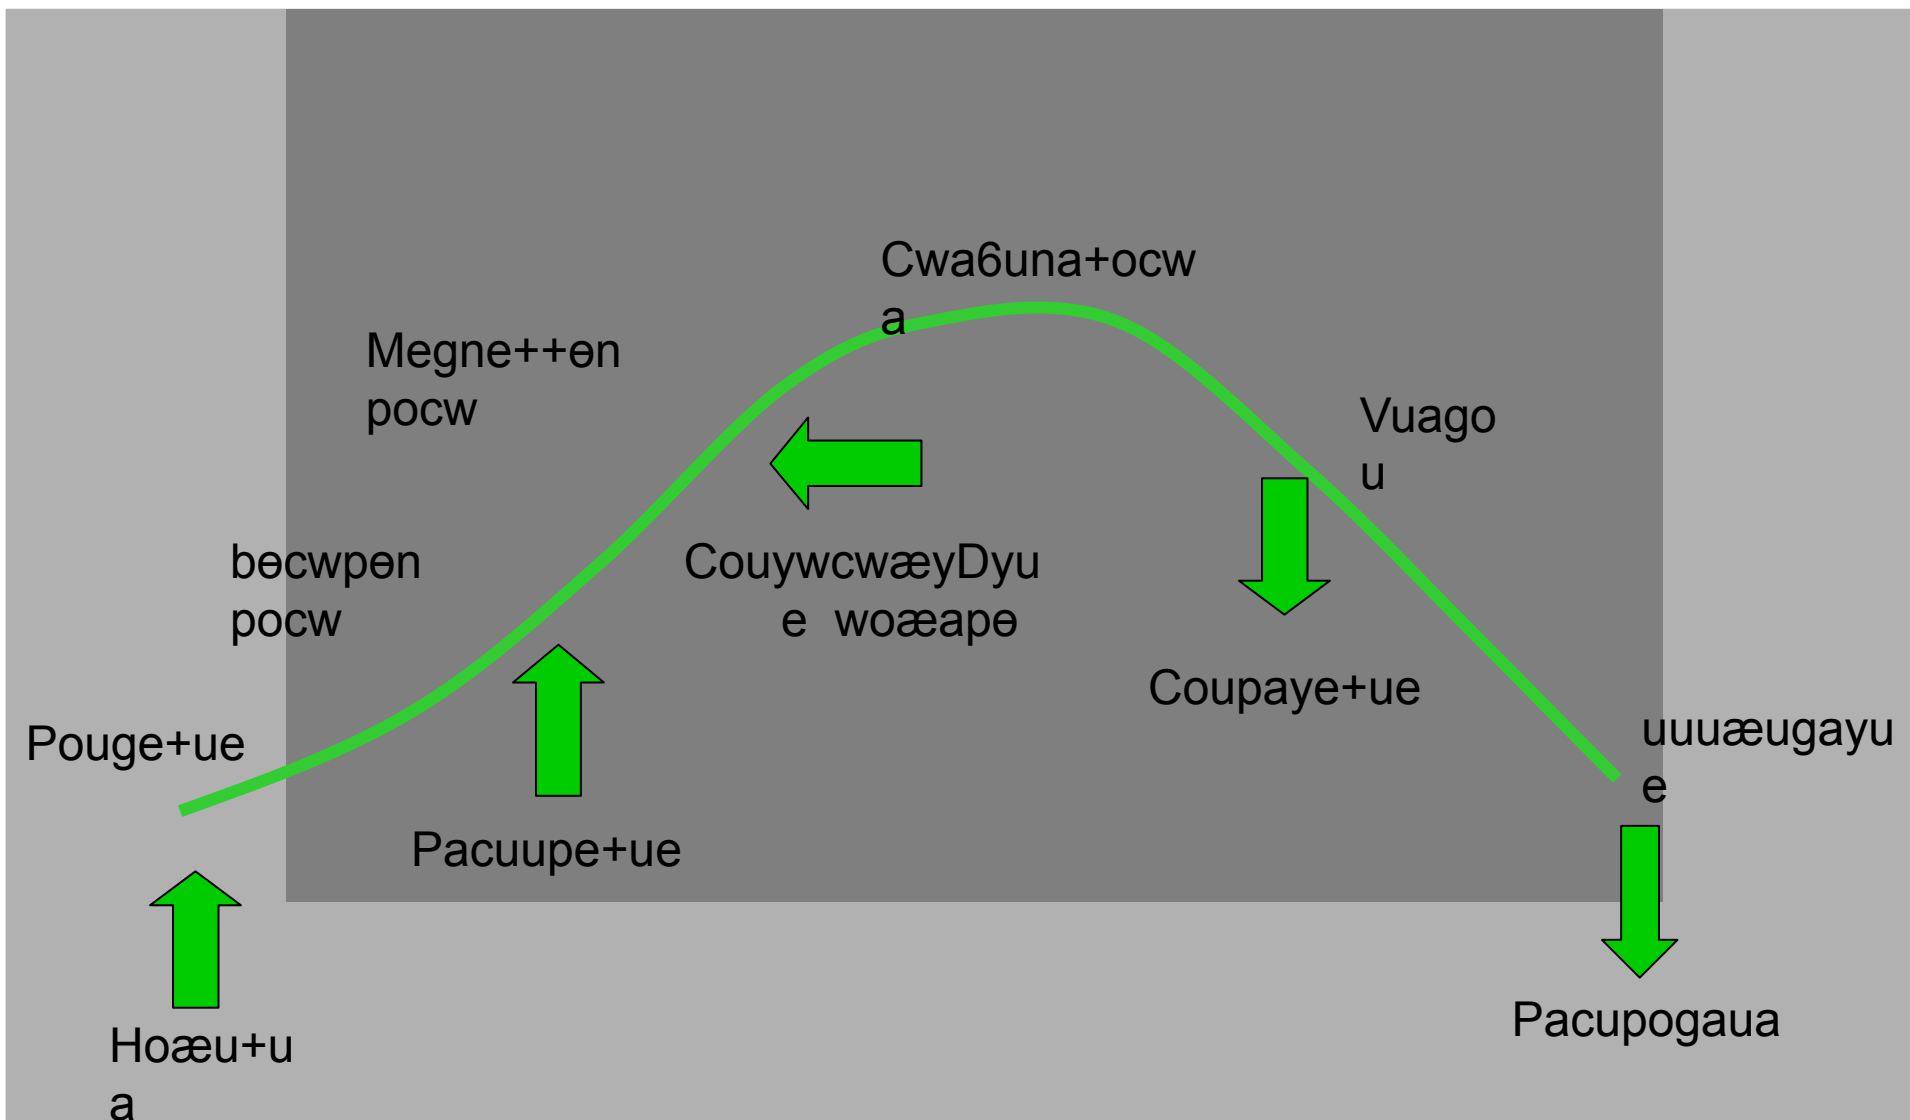 Cwa6una+ocw
a
Megne++ɵn
pocw
Vuago
u
bɵcwpɵn
pocw
CouywcwæyDyu
e woæapɵ
Coupaye+ue
Pouge+ue
uuuæugayu
e
Pacuupe+ue
Hoæu+u
a
Pacupogaua